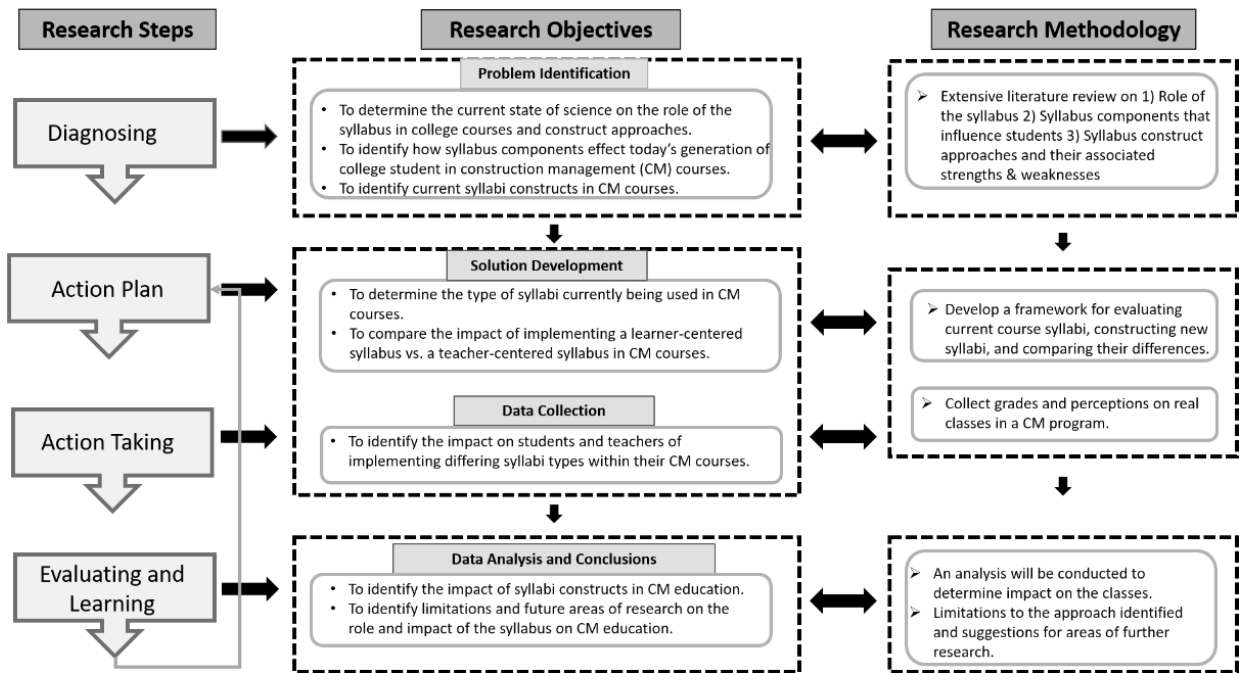 Research Steps
Research Objectives
Research Methodology
Diagnosing
Problem Identification
• To determine the current state of science on the role of the
syllabus in college courses and construct approaches.
• To identify how syllabus components effect today's generation of
college student in construction management (CM) courses.
• To identify current syllabi constructs in CM courses.
➢ Extensive literature review on 1) Role of
the syllabus 2) Syllabus components that
influence students 3) Syllabus construct
approaches and their associated
strengths & weaknesses
Action Plan
Solution Development
• To determine the type of syllabi currently being used in CM
courses.
• To compare the impact of implementing a learner-centered
syllabus vs. a teacher-centered syllabus in CM courses.
➢ Develop a framework for evaluating
current course syllabi, constructing new
syllabi, and comparing their differences.
Action Taking
Data Collection
• To identify the impact on students and teachers of
implementing differing syllabi types within their CM courses.
➢ Collect grades and perceptions on real
classes in a CM program.
Evaluating and
Learning
Data Analysis and Conclusions
• To identify the impact of syllabi constructs in CM education.
• To identify limitations and future areas of research on the
role and impact of the syllabus on CM education.
➢ An analysis will be conducted to
determine impact on the classes.
➢ Limitations to the approach identified
and suggestions for areas of further
research.